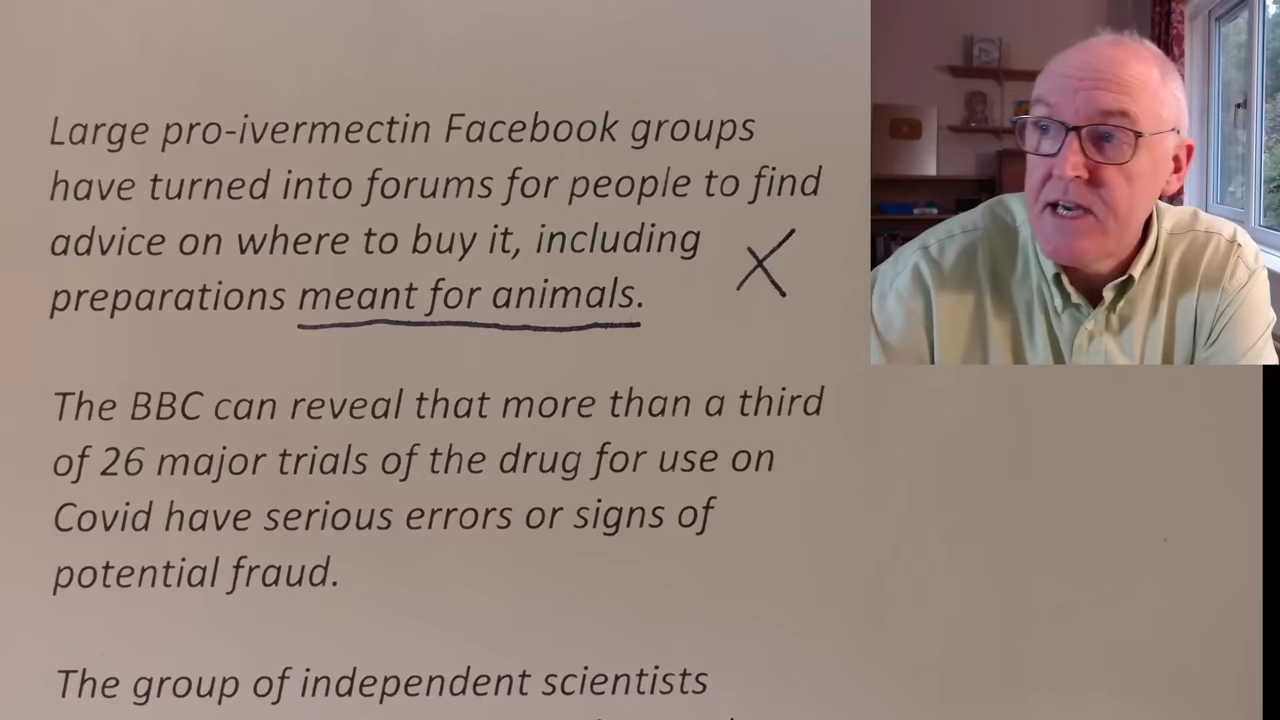 Large pro-ivermectin Facebook groups
have turned into forums for people to find
advice on where to buy it, including
preparations meant for animals.
The BBC can reveal that more than a third
of 26 major trials of the drug for use on
Covid have serious errors or signs of
potential fraud.
The group of independent scientists